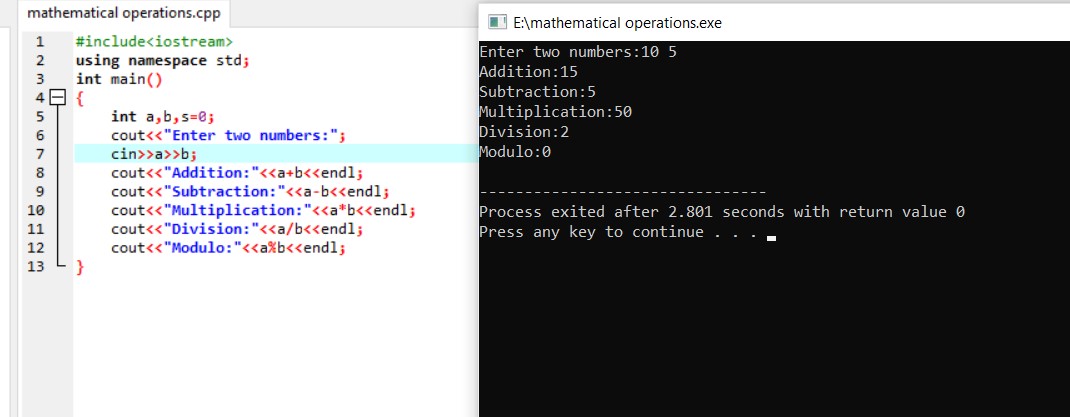 mathematical operations.cpp
1 #include<iostream>
2 using namespace std;
3 int main()
4 {
5 int a,b,s=0;
6 cout<<"Enter two numbers:";
7 cin>>a>>b;
8 cout<<"Addition:"<<a+b<<endl;
9 cout<<"Subtraction:"<<a-b<<endl;
10 cout<<"Multiplication:"<<a*b<<endl;
11 cout<<"Division:"<<a/b<<endl;
12 cout<<"Modulo:"<<a%b<<endl;
13 }
E:\mathematical operations.exe
Enter two numbers:10 5
Addition:15
Subtraction:5
Multiplication:50
Division:2
Modulo:0
--------------------------------
Process exited after 2.801 seconds with return value 0
Press any key to continue . . .